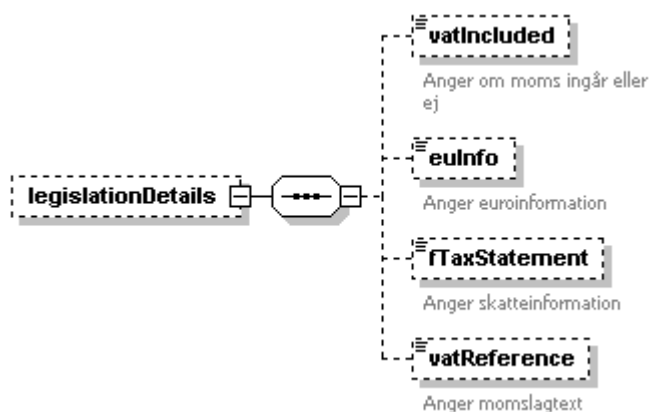 vatIncluded
Anger om moms ingår eller
ej
euInfo
Anger euroinformation
legislationDetails
fTaxStatement
Anger skatteinformation
vatReference
Anger momslagtext